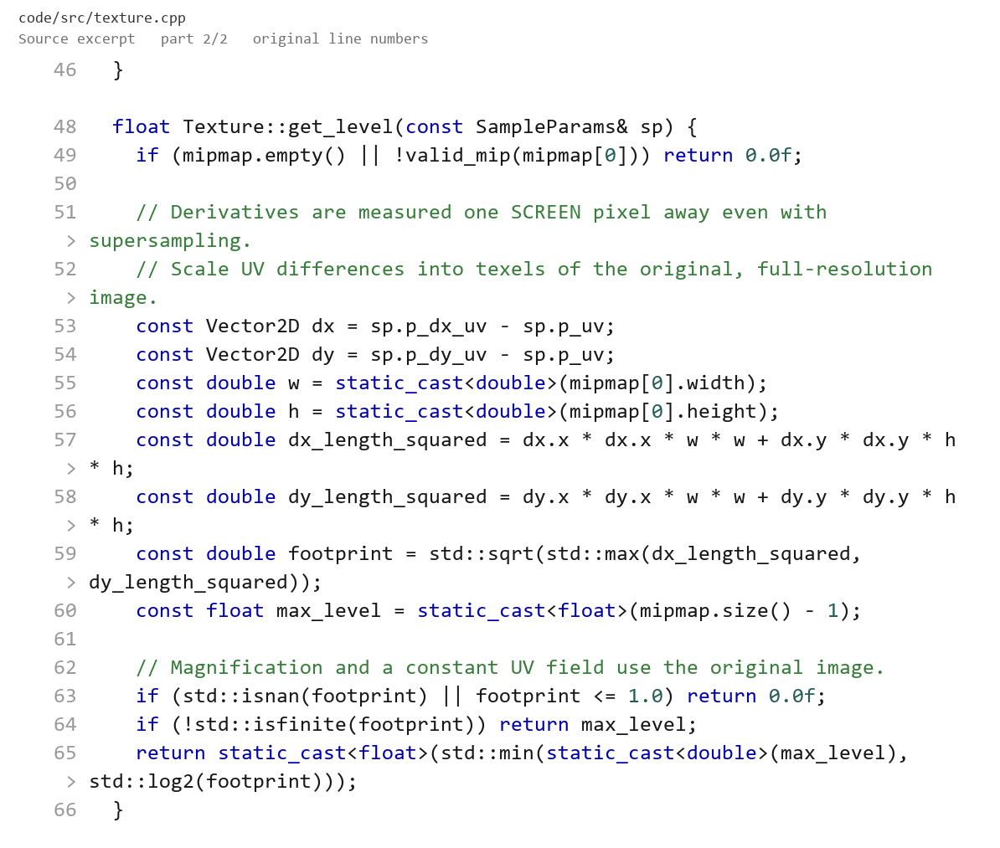 code/src/texture.cpp
Source excerpt   part 2/2   original line numbers
46   }
48   float Texture::get_level(const SampleParams& sp) {
49     if (mipmap.empty() || !valid_mip(mipmap[0])) return 0.0f;
50
51     // Derivatives are measured one SCREEN pixel away even with
> supersampling.
52     // Scale UV differences into texels of the original, full-resolution
> image.
53     const Vector2D dx = sp.p_dx_uv - sp.p_uv;
54     const Vector2D dy = sp.p_dy_uv - sp.p_uv;
55     const double w = static_cast<double>(mipmap[0].width);
56     const double h = static_cast<double>(mipmap[0].height);
57     const double dx_length_squared = dx.x * dx.x * w * w + dx.y * dx.y * h
> * h;
58     const double dy_length_squared = dy.x * dy.x * w * w + dy.y * dy.y * h
> * h;
59     const double footprint = std::sqrt(std::max(dx_length_squared,
> dy_length_squared));
60     const float max_level = static_cast<float>(mipmap.size() - 1);
61
62     // Magnification and a constant UV field use the original image.
63     if (std::isnan(footprint) || footprint <= 1.0) return 0.0f;
64     if (!std::isfinite(footprint)) return max_level;
65     return static_cast<float>(std::min(static_cast<double>(max_level),
> std::log2(footprint)));
66   }